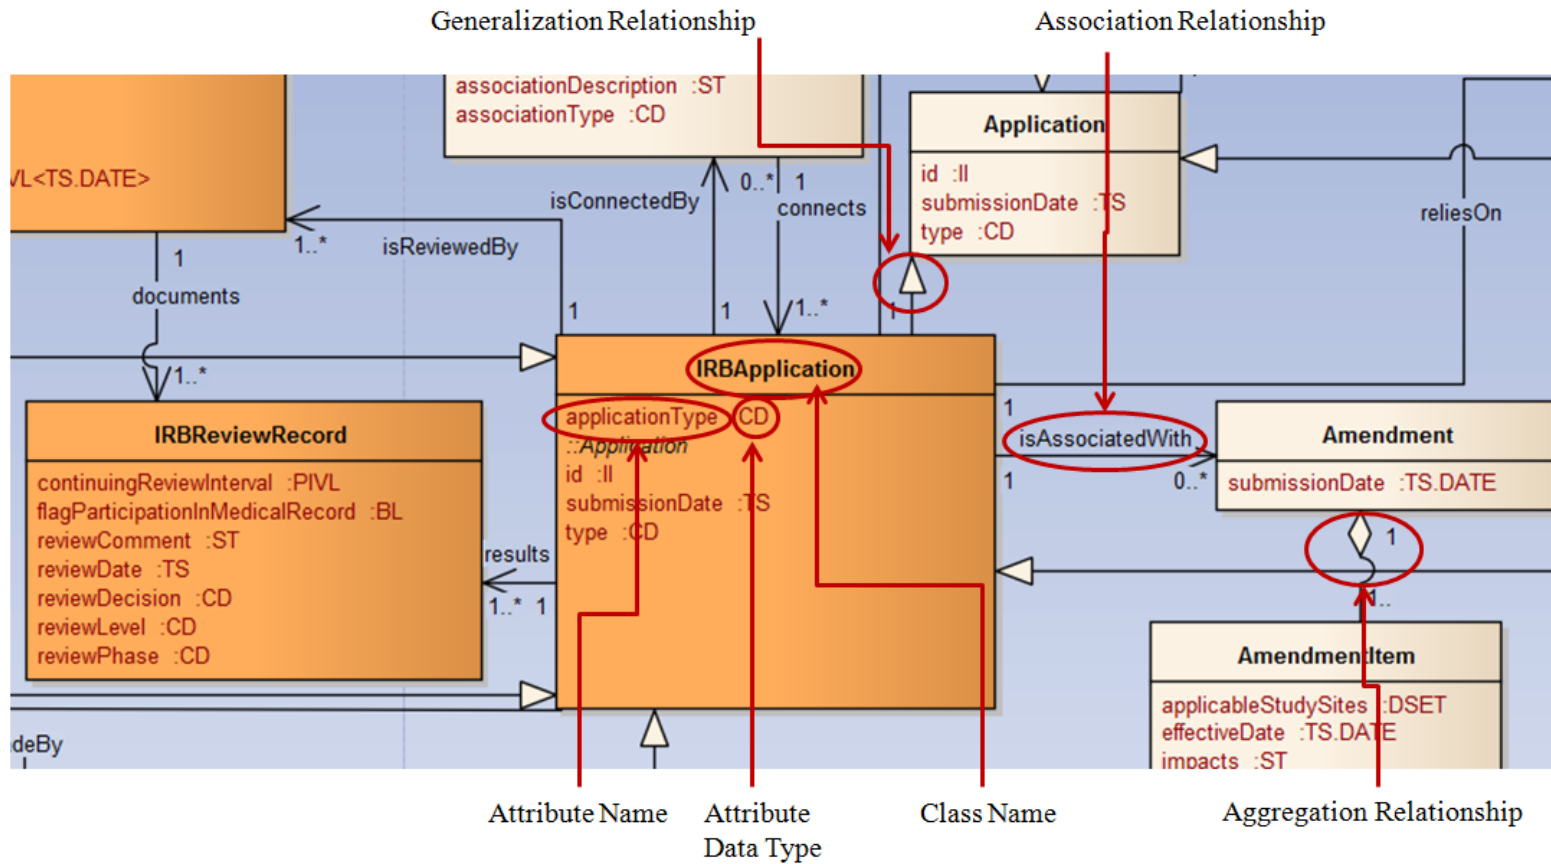 Generalization Relationship
Association Relationship
associationDescription :ST
associationType :CD
Application
id :II
submissionDate :TS
type :CD
VL<TS.DATE>
isConnectedBy
0..*
1
connects
reliesOn
1..*
isReviewedBy
1
documents
1
1
1..*
1
1..*
IRBApplication
applicationType CD
::Application
id :II
submissionDate :TS
type :CD
IRBReviewRecord
continuingReviewInterval :PIVL
flagParticipationInMedicalRecord :BL
reviewComment :ST
reviewDate :TS
reviewDecision :CD
reviewLevel :CD
reviewPhase :CD
results
1..* 1
1
isAssociatedWith
1
0..*
Amendment
submissionDate :TS.DATE
1
1..
AmendmentItem
applicableStudySites :DSET
effectiveDate :TS.DATE
impacts :ST
deBy
Attribute Name
Attribute
Data Type
Class Name
Aggregation Relationship